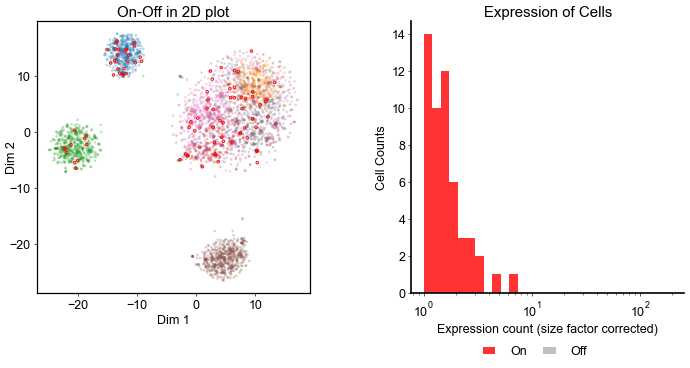 On-Off in 2D plot
Dim 2
10
0
−10
−20
−20
−10
0
10
Dim 1
Expression of Cells
Cell Counts
14
12
10
8
6
4
2
0
10^0
10^1
10^2
Expression count (size factor corrected)
On
Off